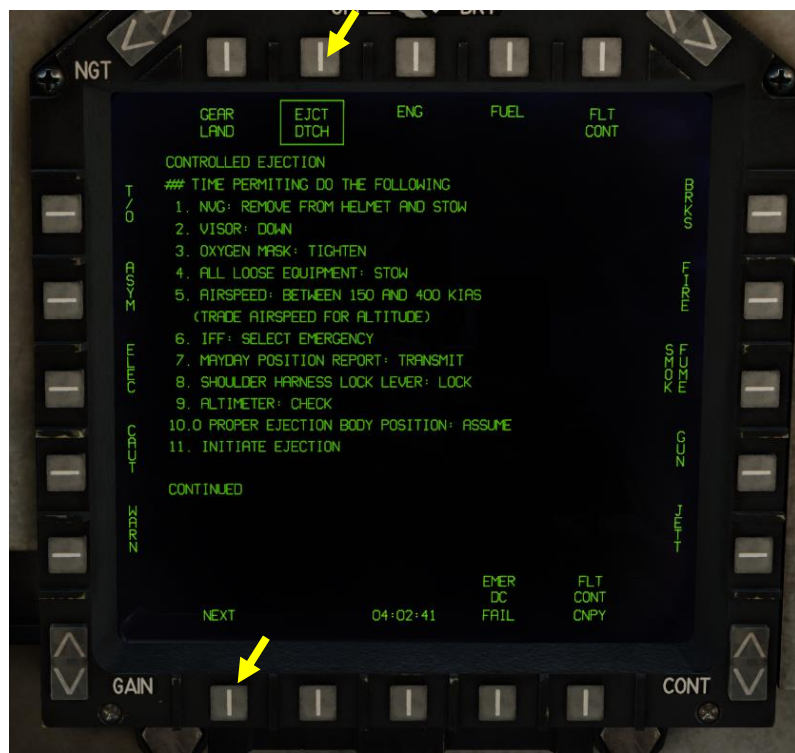 NGT
GEAR LAND
EJCT DTCH
ENG
FUEL
FLT CONT
CONTROLLED EJECTION
## TIME PERMITING DO THE FOLLOWING
1. NVG: REMOVE FROM HELMET AND STOW
2. VISOR: DOWN
3. OXYGEN MASK: TIGHTEN
4. ALL LOOSE EQUIPMENT: STOW
5. AIRSPEED: BETWEEN 150 AND 400 KIAS
(TRADE AIRSPEED FOR ALTITUDE)
6. IFF: SELECT EMERGENCY
7. MAYDAY POSITION REPORT: TRANSMIT
8. SHOULDER HARNESS LOCK LEVER: LOCK
9. ALTIMETER: CHECK
10.0 PROPER EJECTION BODY POSITION: ASSUME
11. INITIATE EJECTION
CONTINUED
T/O
ASYM
ELEC
CAUT
WARN
BRKS
FIRE
SMOK FUME
GUN
JETT
NEXT
04:02:41
EMER DC FAIL
FLT CONT CNPY
GAIN
CONT